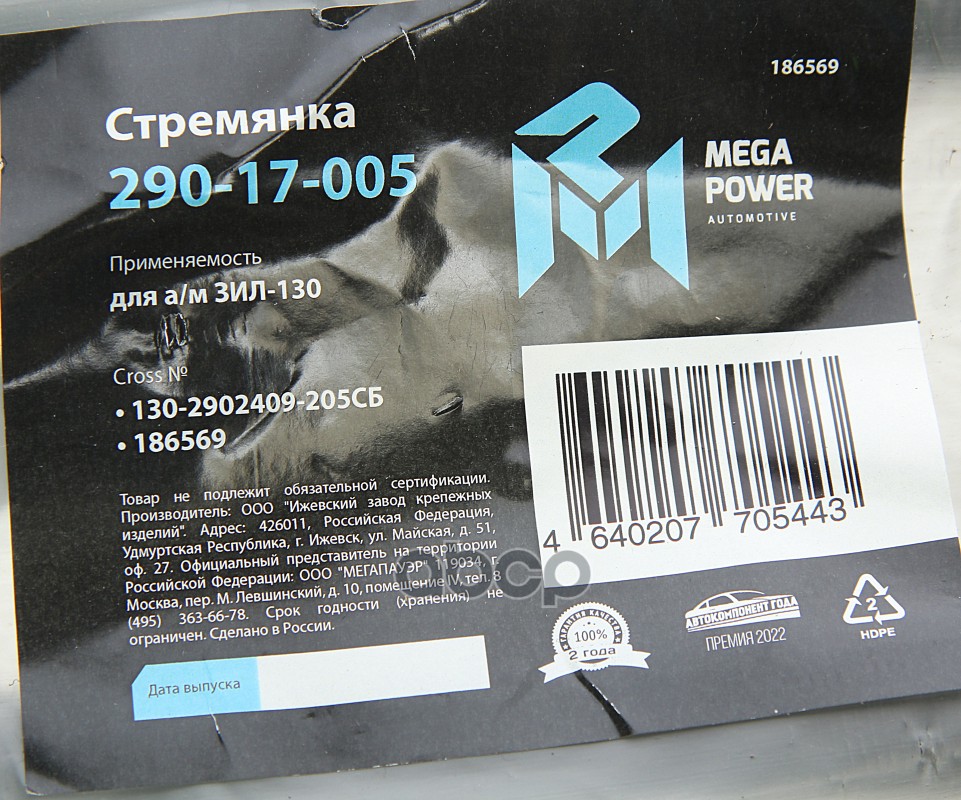 186569
Стремянка
290-17-005
MEGA
POWER
AUTOMOTIVE
Применяемость
для а/м ЗИЛ-130
Cross №
• 130-2902409-205СБ
• 186569
Товар не подлежит обязательной сертификации.
Производитель: ООО "Ижевский завод крепежных
изделий". Адрес: 426011, Российская Федерация,
Удмуртская Республика, г. Ижевск, ул. Майская, д. 51,
оф. 27. Официальный представитель на территории
Российской Федерации: ООО "МЕГАПАУЭР" 119034, г.
Москва, пер. М. Левшинский, д. 10, помещение IV, тел. 8
(495) 363-66-78. Срок годности (хранения) не
ограничен. Сделано в России.
Дата выпуска
4 640207 705443
ГАРАНТИЯ КАЧЕСТВА
100%
2 года
АВТОКОМПОНЕНТ ГОДА
ПРЕМИЯ 2022
2
HDPE